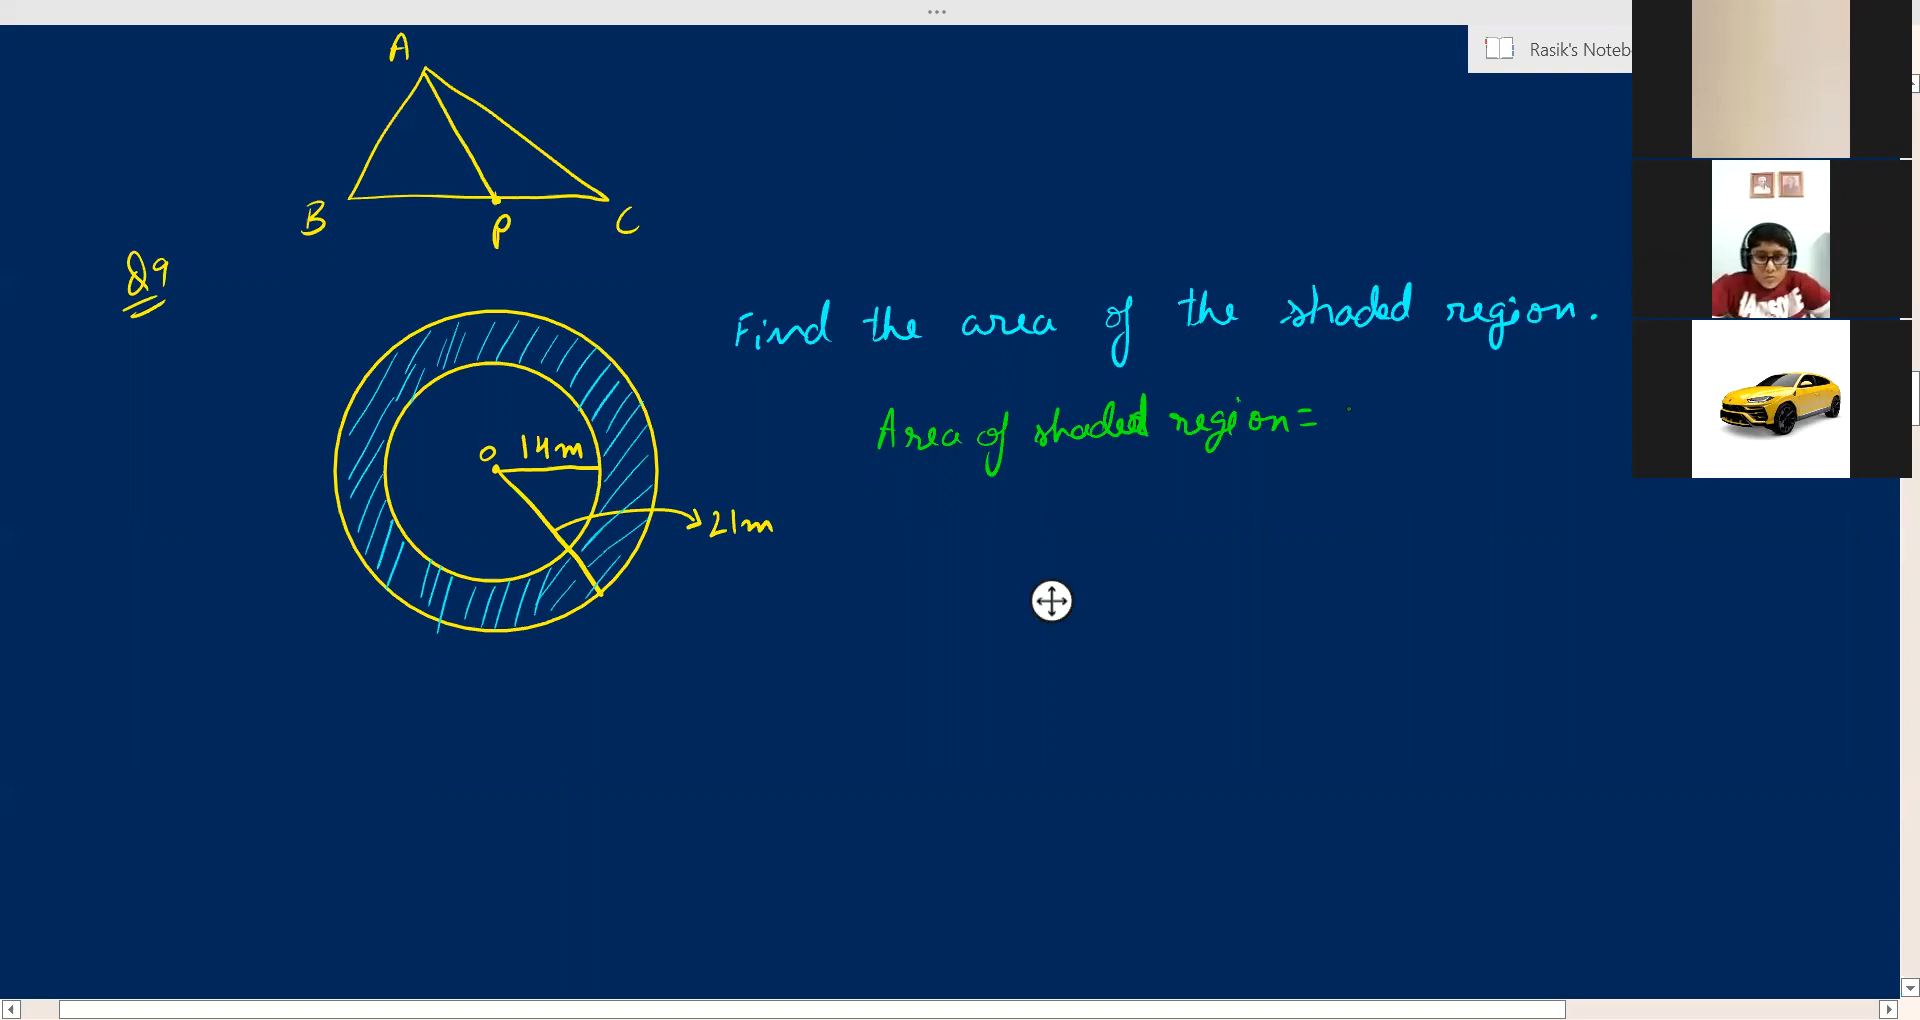 Rasik's Noteb
A
B
P
C
Q9
Find the area of the shaded region.
O
14m
Area of shaded region=
21m